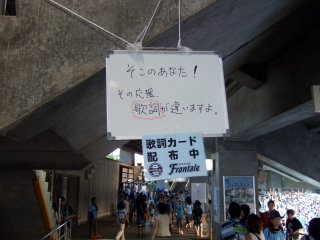 そこのあなた！
その応援、
歌詞が違いますよ。
歌詞カード
配布中
Frontale